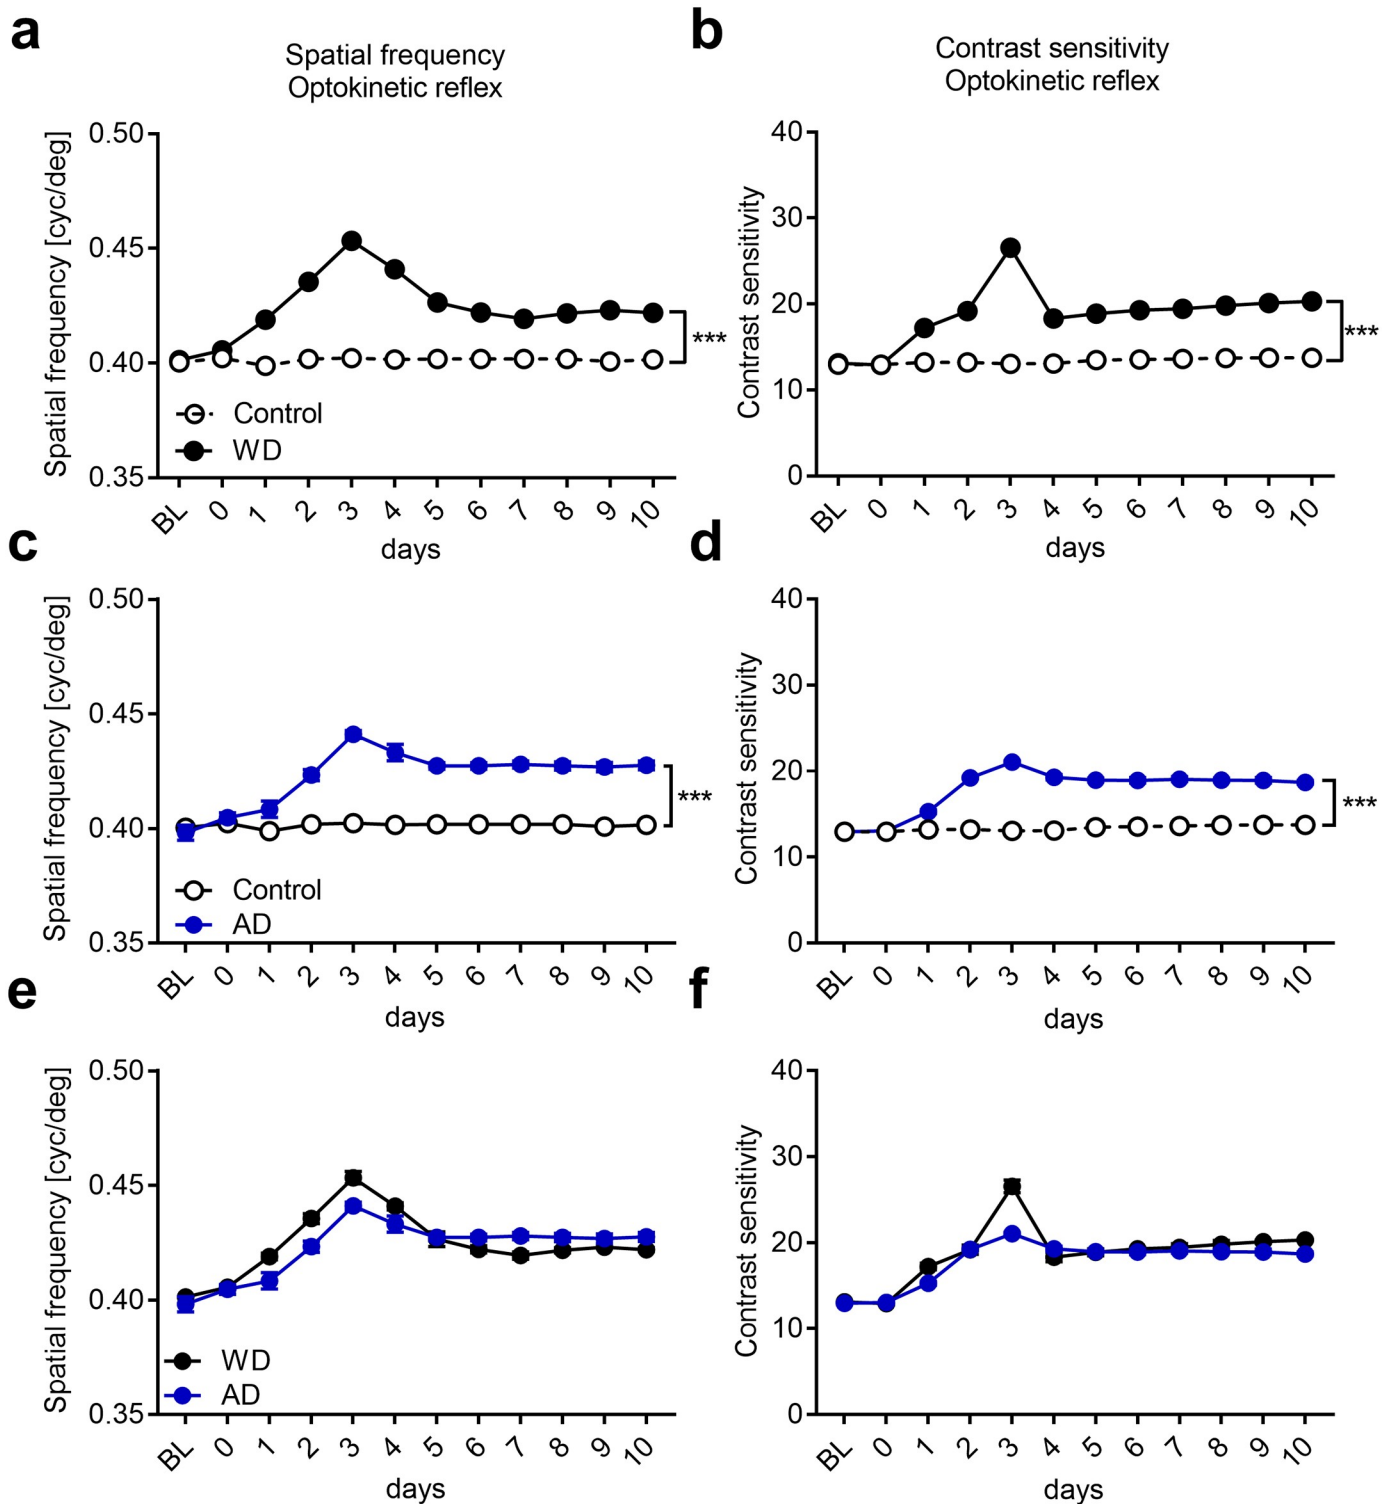 a
Spatial frequency
Optokinetic reflex
Spatial frequency [cyc/deg]
0.50
0.45
0.40
0.35
Control
WD
***
BL 0 1 2 3 4 5 6 7 8 9 10
days
b
Contrast sensitivity
Optokinetic reflex
Contrast sensitivity
40
30
20
10
0
***
BL 0 1 2 3 4 5 6 7 8 9 10
days
c
Spatial frequency [cyc/deg]
0.50
0.45
0.40
0.35
Control
AD
***
BL 0 1 2 3 4 5 6 7 8 9 10
days
d
Contrast sensitivity
40
30
20
10
0
***
BL 0 1 2 3 4 5 6 7 8 9 10
days
e
Spatial frequency [cyc/deg]
0.50
0.45
0.40
0.35
WD
AD
BL 0 1 2 3 4 5 6 7 8 9 10
days
f
Contrast sensitivity
40
30
20
10
0
BL 0 1 2 3 4 5 6 7 8 9 10
days